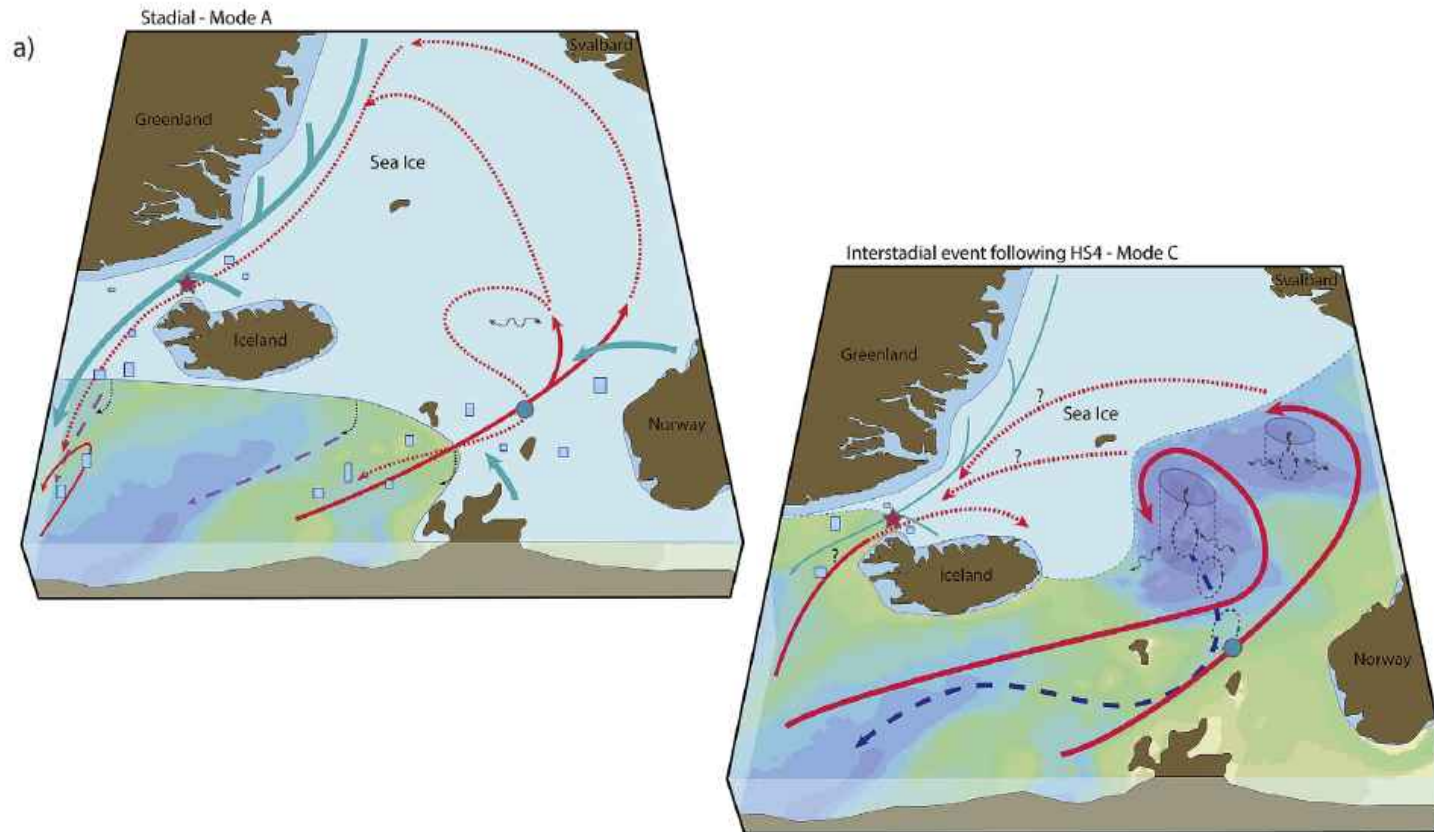 a)
Stadial - Mode A
Svalbard
Greenland
Sea Ice
Iceland
Norway
Interstadial event following HS4 - Mode C
Svalbard
Greenland
?
Sea Ice
?
?
Iceland
Norway